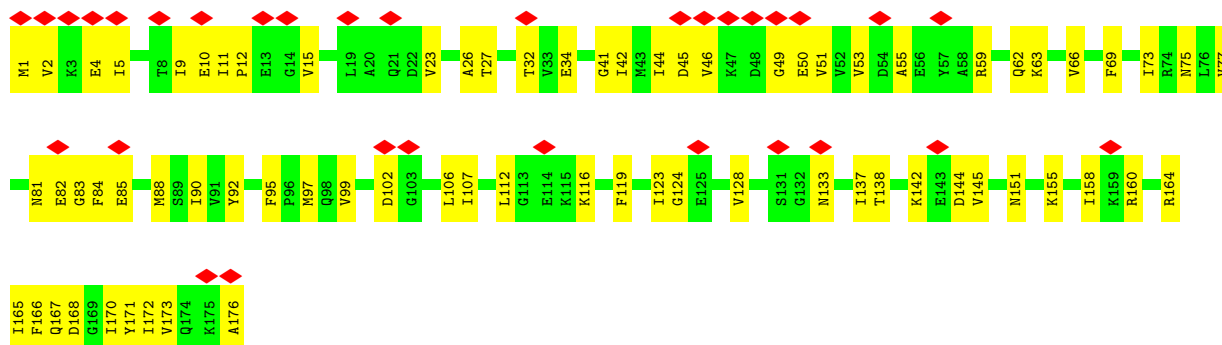 M1 V2 K3 E4 I5 T8 I9 E10 I11 P12 E13 G14 V15 L19 A20 Q21 D22 V23 A26 T27 T32 V33 E34 G41 I42 M43 I44 D45 V46 K47 D48 G49 E50 V51 V52 V53 D54 A55 E56 Y57 A58 R59 Q62 K63 V66 F69 I73 R74 N75 L76
N81 E82 G83 F84 E85 M88 S89 I90 V91 Y92 F95 P96 M97 Q98 V99 D102 G103 L106 I107 L112 G113 E114 K115 K116 F119 I123 G124 E125 V128 S131 G132 N133 I137 T138 K142 E143 D144 V145 N151 K155 I158 K159 R160 R164
I165 F166 Q167 D168 G169 I170 Y171 I172 V173 Q174 K175 A176